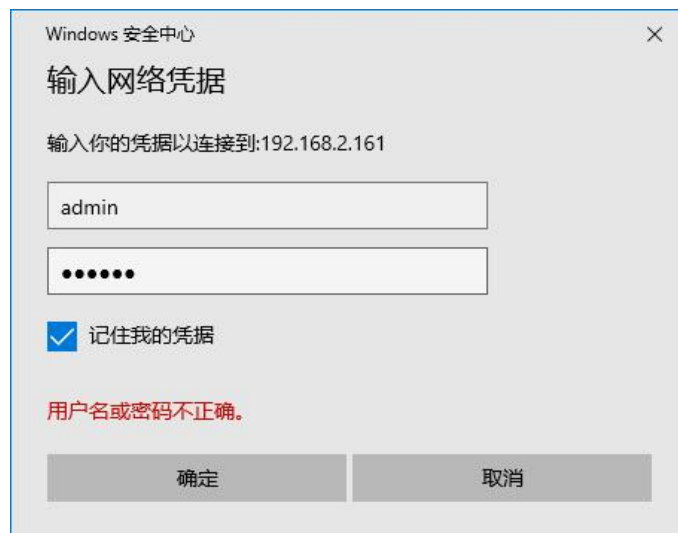 Windows 安全中心
输入网络凭据
输入你的凭据以连接到:192.168.2.161
admin
●●●●●●
记住我的凭据
用户名或密码不正确。
确定 取消